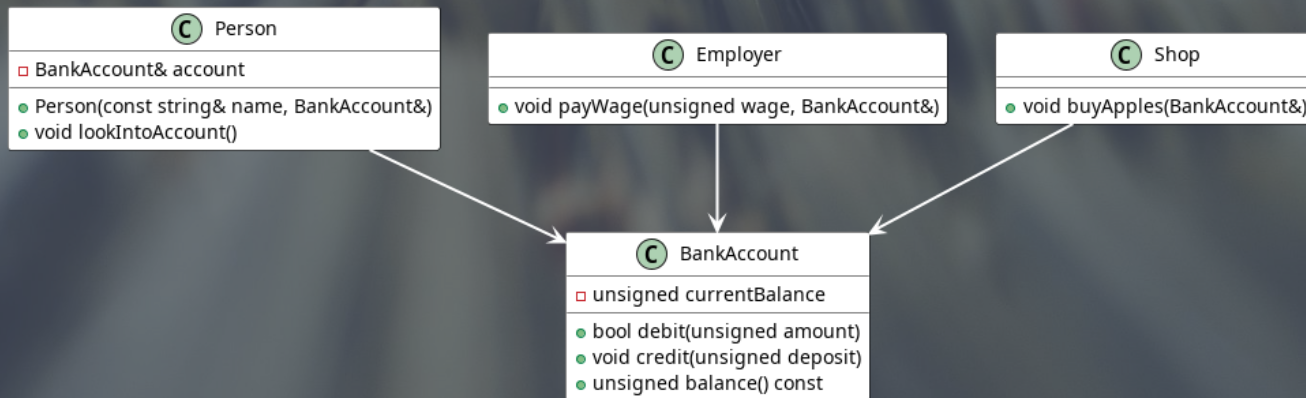 C Person
BankAccount& account
Person(const string& name, BankAccount&)
void lookIntoAccount()
C Employer
void payWage(unsigned wage, BankAccount&)
C Shop
void buyApples(BankAccount&)
C BankAccount
unsigned currentBalance
bool debit(unsigned amount)
void credit(unsigned deposit)
unsigned balance() const